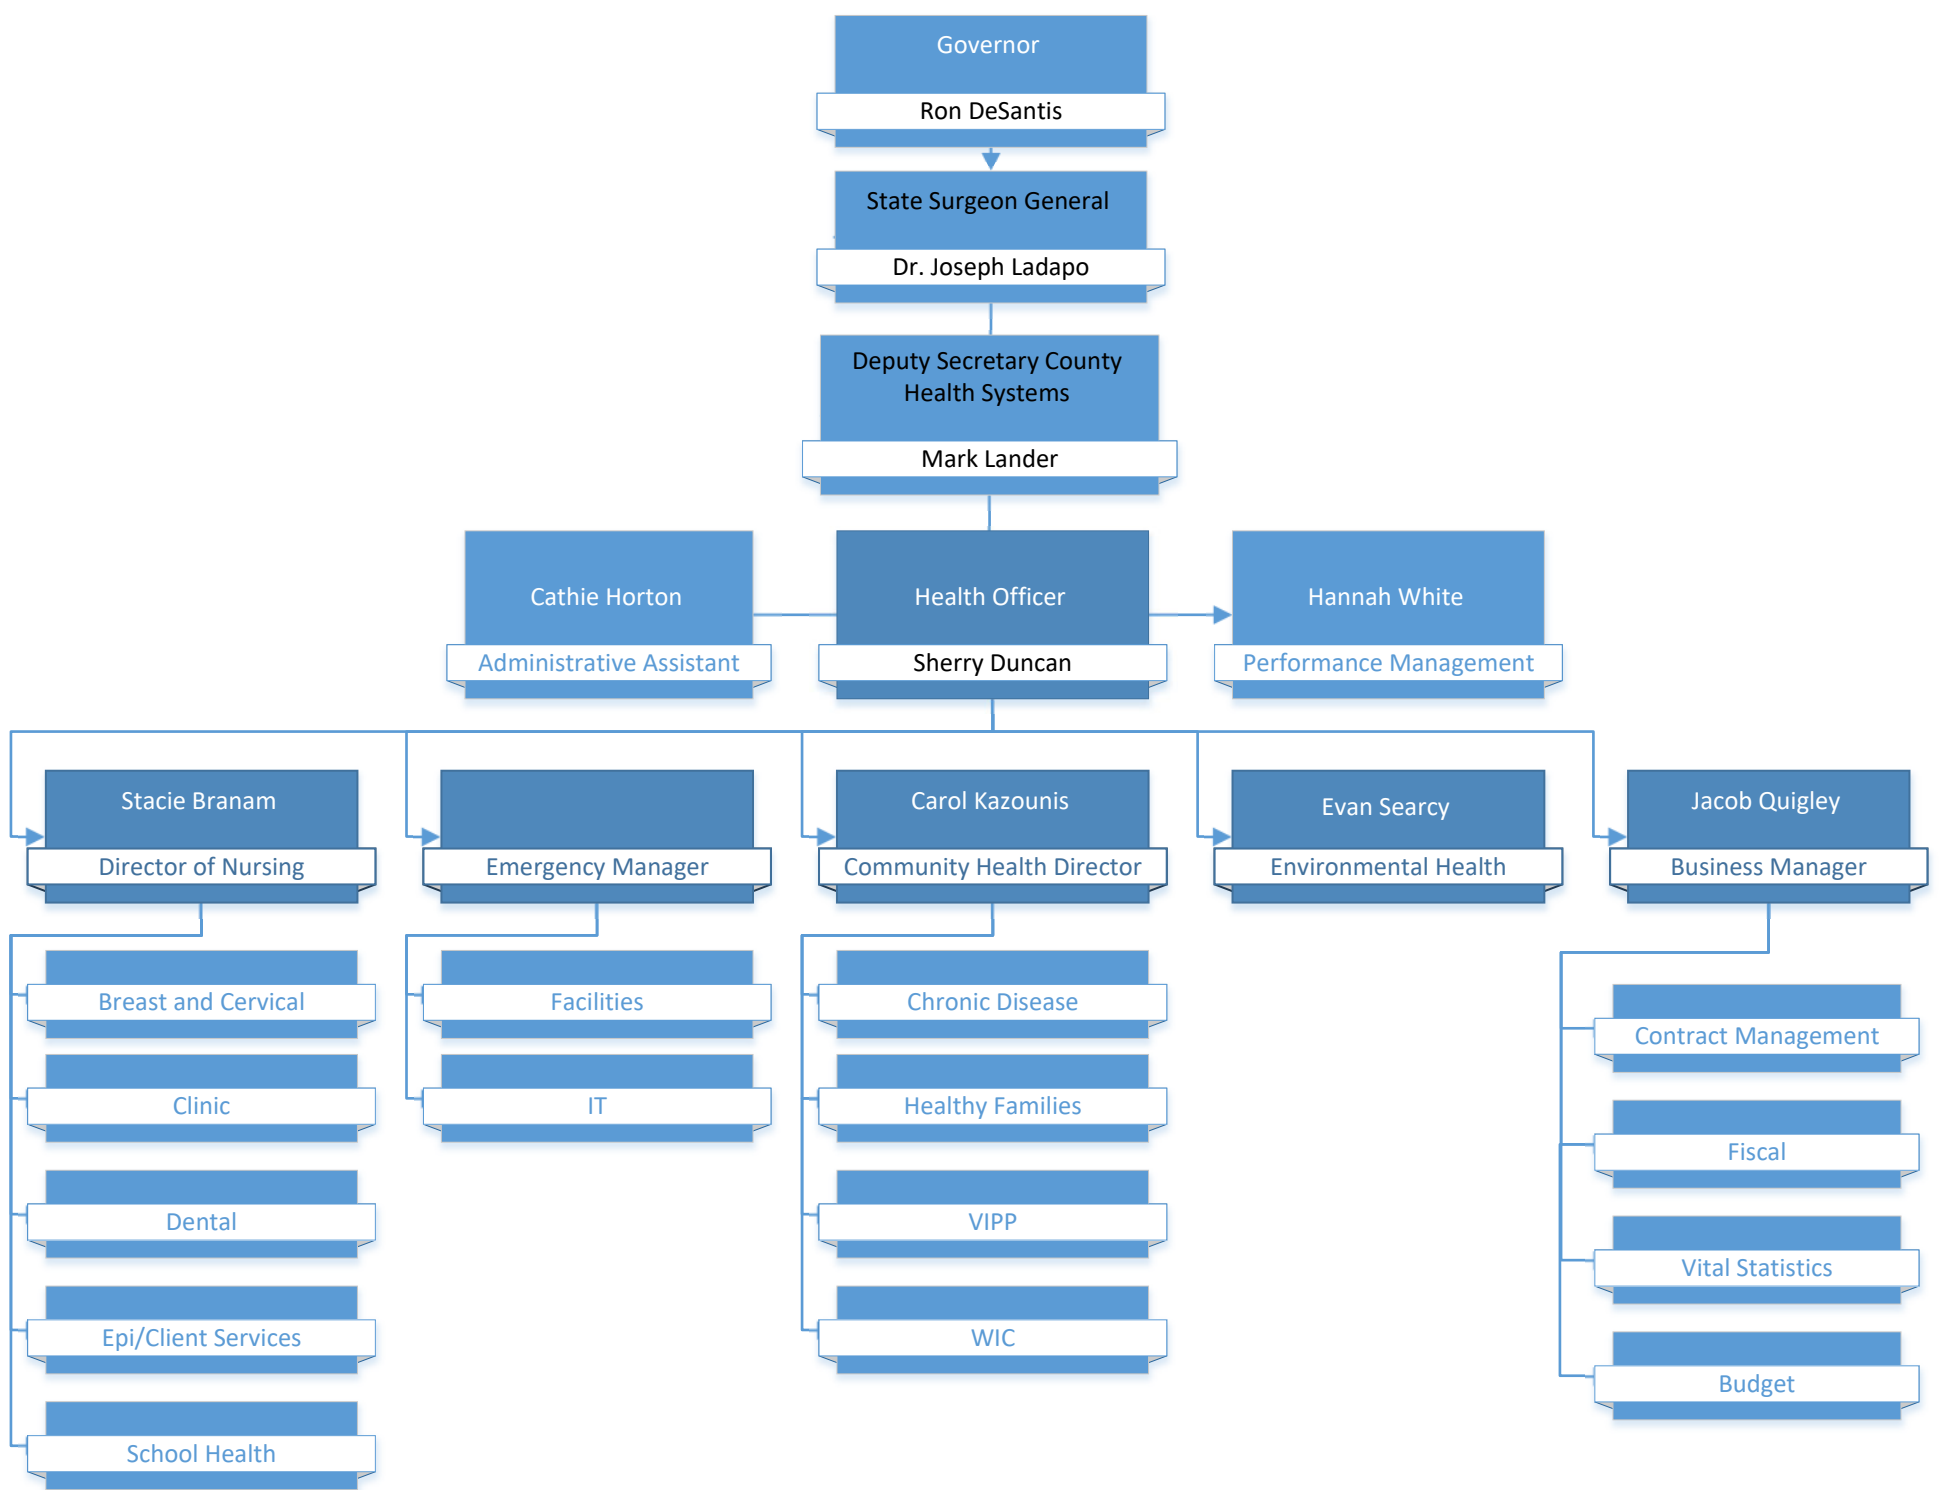 Governor
Ron DeSantis
State Surgeon General
Dr. Joseph Ladapo
Deputy Secretary County
Health Systems
Mark Lander
Cathie Horton
Administrative Assistant
Health Officer
Sherry Duncan
Hannah White
Performance Management
Stacie Branam
Director of Nursing
Emergency Manager
Carol Kazounis
Community Health Director
Evan Searcy
Environmental Health
Jacob Quigley
Business Manager
Breast and Cervical
Clinic
Dental
Epi/Client Services
School Health
Facilities
IT
Chronic Disease
Healthy Families
VIPP
WIC
Contract Management
Fiscal
Vital Statistics
Budget